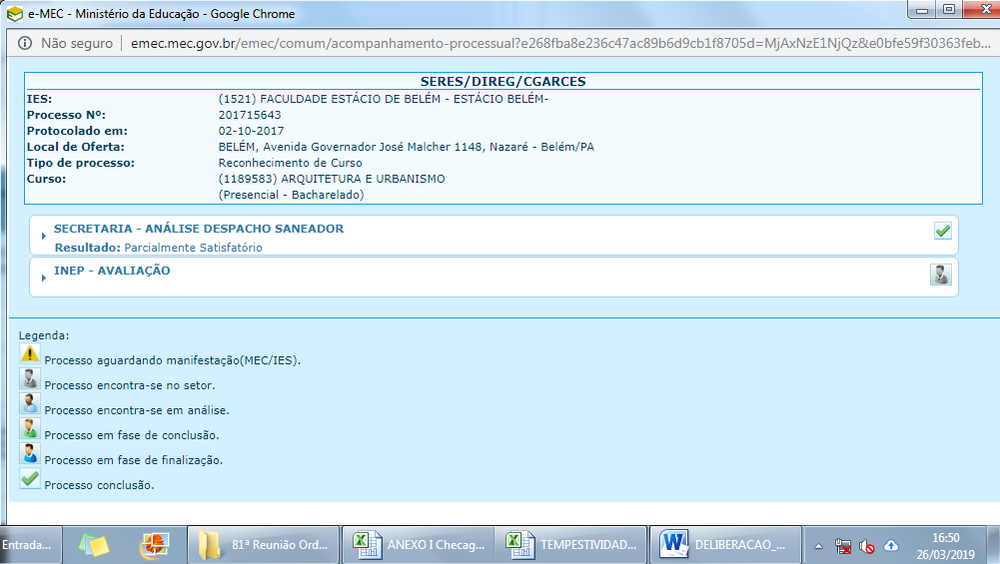 e-MEC - Ministério da Educação - Google Chrome
Não seguro | emec.mec.gov.br/emec/comum/acompanhamento-processual?e268fba8e236c47ac89b6d9cb1f8705d=MjAxNzE1NjQz&e0bfe59f30363feb...
SERES/DIREG/CGARCES
IES: (1521) FACULDADE ESTÁCIO DE BELÉM - ESTÁCIO BELÉM-
Processo Nº: 201715643
Protocolado em: 02-10-2017
Local de Oferta: BELÉM, Avenida Governador José Malcher 1148, Nazaré - Belém/PA
Tipo de processo: Reconhecimento de Curso
Curso: (1189583) ARQUITETURA E URBANISMO
(Presencial - Bacharelado)
SECRETARIA - ANÁLISE DESPACHO SANEADOR
Resultado: Parcialmente Satisfatório
INEP - AVALIAÇÃO
Legenda:
Processo aguardando manifestação(MEC/IES).
Processo encontra-se no setor.
Processo encontra-se em análise.
Processo em fase de conclusão.
Processo em fase de finalização.
Processo conclusão.
Entrada... 81ª Reunião Ord... ANEXO I Checag... TEMPESTIVIDAD... DELIBERACAO_... 16:50
26/03/2019